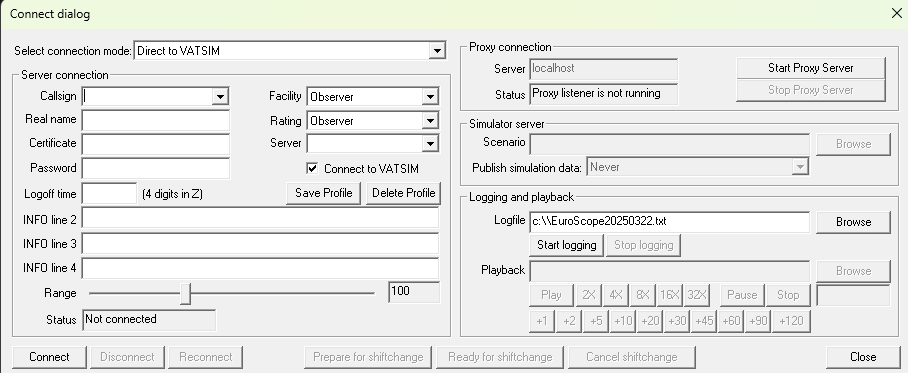 Connect dialog
Select connection mode: Direct to VATSIM
Server connection
Callsign
Facility Observer
Real name
Rating Observer
Certificate
Server
Password
Connect to VATSIM
Logoff time (4 digits in Z)
Save Profile Delete Profile
INFO line 2
INFO line 3
INFO line 4
Range 100
Status Not connected
Proxy connection
Server localhost
Start Proxy Server
Status Proxy listener is not running
Stop Proxy Server
Simulator server
Scenario Browse
Publish simulation data: Never
Logging and playback
Logfile c:\\EuroScope20250322.txt Browse
Start logging Stop logging
Playback Browse
Play 2X 4X 8X 16X 32X Pause Stop
+1 +2 +5 +10 +20 +30 +45 +60 +90 +120
Connect Disconnect Reconnect Prepare for shiftchange Ready for shiftchange Cancel shiftchange Close